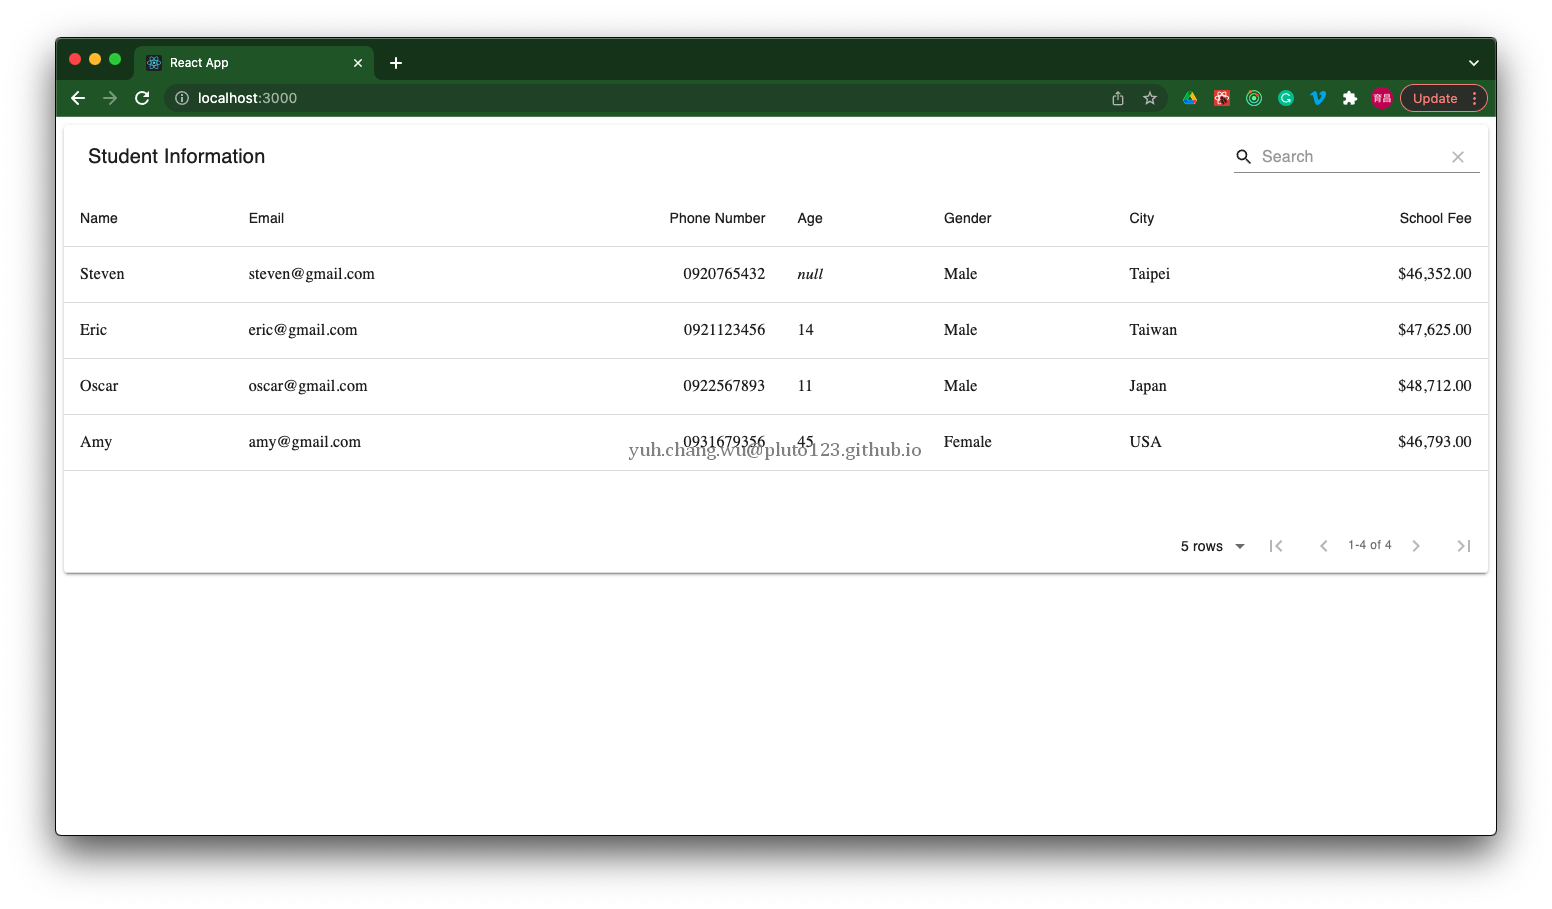 React App
localhost:3000
育昌
Update
Student Information
Search
Name Email Phone Number Age Gender City School Fee
Steven steven@gmail.com 0920765432 null Male Taipei $46,352.00
Eric eric@gmail.com 0921123456 14 Male Taiwan $47,625.00
Oscar oscar@gmail.com 0922567893 11 Male Japan $48,712.00
Amy amy@gmail.com 0931679356 45 Female USA $46,793.00
yuh.chang.wu@pluto123.github.io
5 rows 1-4 of 4